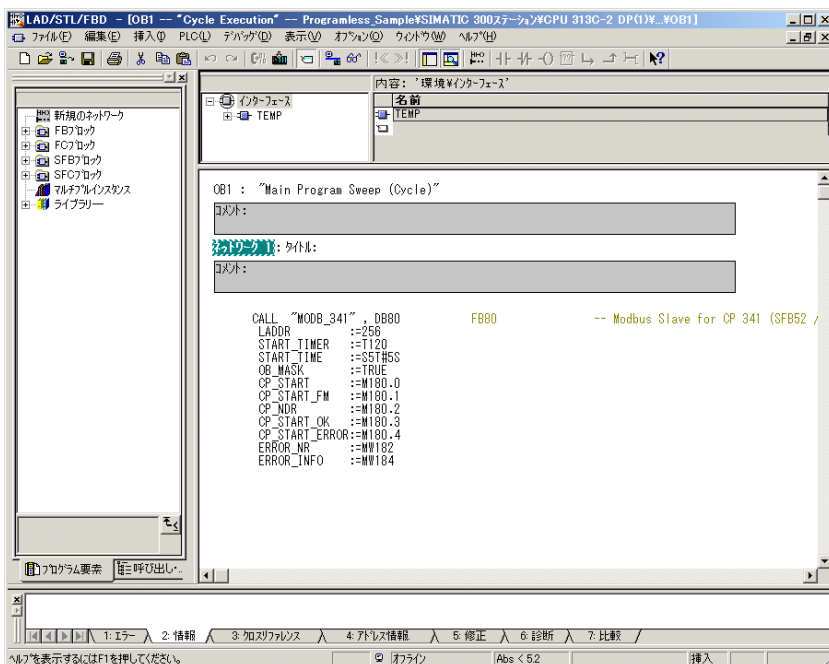 LAD/STL/FBD - [OB1 -- "Cycle Execution" -- Programless_Sample¥SIMATIC 300ステーション¥CPU 313C-2 DP(1)¥...¥OB1]
ファイル(F) 編集(E) 挿入(I) PLC(L) デバッグ(D) 表示(V) オプション(O) ウィンドウ(W) ヘルプ(H)
新規のネットワーク
FBブロック
FCブロック
SFBブロック
SFCブロック
マルチプルインスタンス
ライブラリー
プログラム要素
呼び出し・..
インターフェース
TEMP
内容: '環境¥インターフェース'
名前
TEMP
OB1 : "Main Program Sweep (Cycle)"
コメント:
ネットワーク 1: タイトル:
コメント:
CALL "MODB_341" , DB80 FB80 -- Modbus Slave for CP 341 (SFB52 /
LADDR :=256
START_TIMER :=T120
START_TIME :=S5T#5S
OB_MASK :=TRUE
CP_START :=M180.0
CP_START_FM :=M180.1
CP_NDR :=M180.2
CP_START_OK :=M180.3
CP_START_ERROR:=M180.4
ERROR_NR :=MW182
ERROR_INFO :=MW184
1: エラー 2: 情報 3: クロスリファレンス 4: アドレス情報 5: 修正 6: 診断 7: 比較
ヘルプを表示するにはF1を押してください。 オフライン Abs < 5.2 挿入